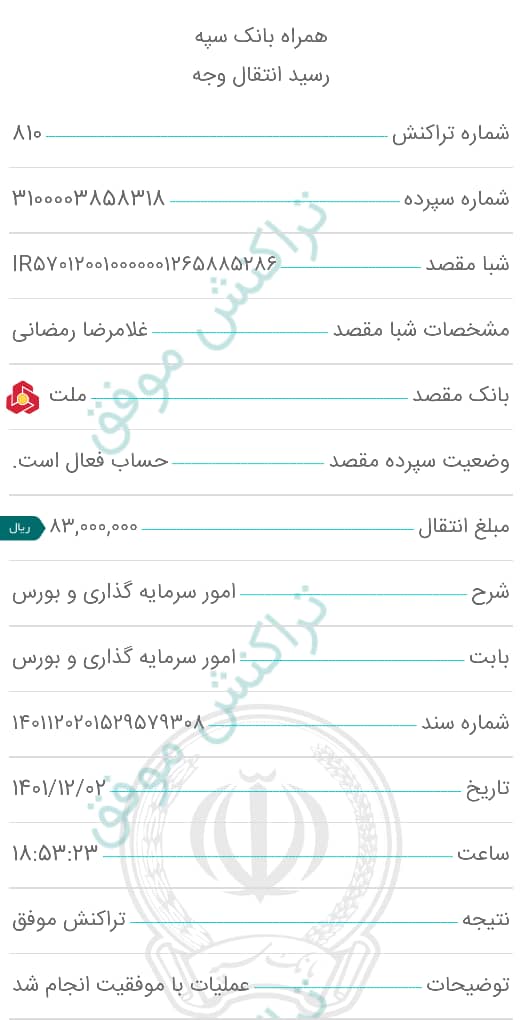 همراه بانک سپه
رسید انتقال وجه
شماره تراکنش ۸۱۰
شماره سپرده ۳۱۰۰۰۰۳۸۵۸۳۱۸
شبا مقصد IR۵۷۰۱۲۰۰۱۰۰۰۰۰۰۱۲۶۵۸۸۵۲۸۶
مشخصات شبا مقصد غلامرضا رمضانی
بانک مقصد ملت
وضعیت سپرده مقصد حساب فعال است.
مبلغ انتقال ۸۳,۰۰۰,۰۰۰ ریال
شرح امور سرمایه گذاری و بورس
بابت امور سرمایه گذاری و بورس
شماره سند ۱۴۰۱۱۲۰۲۰۱۵۲۹۵۷۹۳۰۸
تاریخ ۱۴۰۱/۱۲/۰۲
ساعت ۱۸:۵۳:۲۳
نتیجه تراکنش موفق
توضیحات عملیات با موفقیت انجام شد
تراکنش موفق
تراکنش موفق
بانک سپه